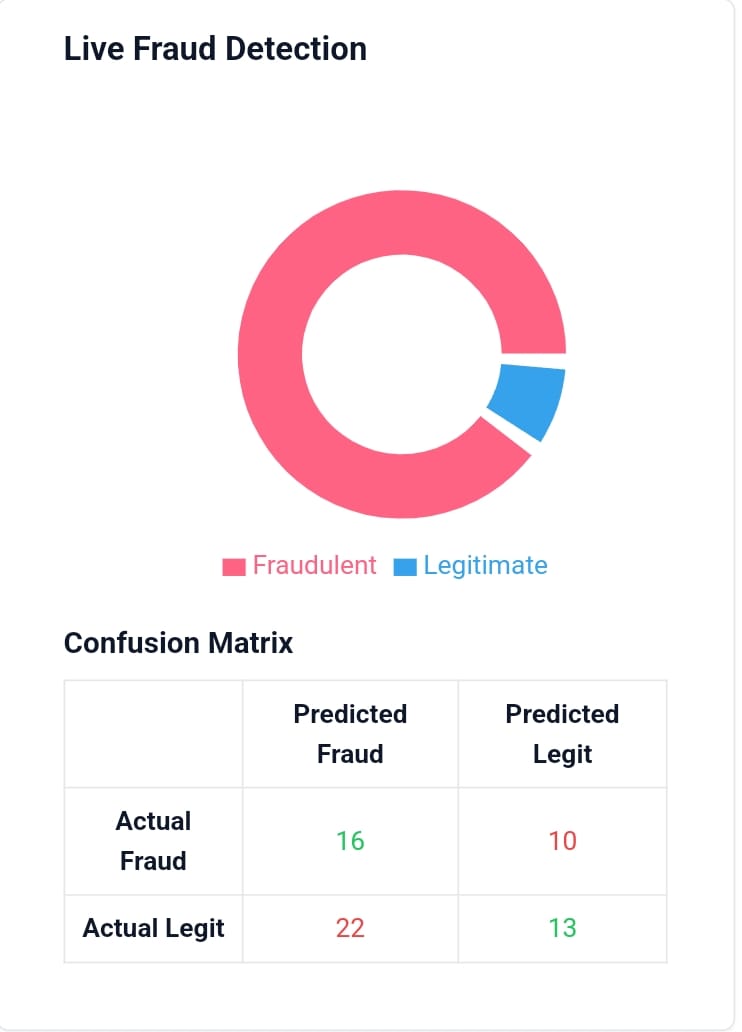 Live Fraud Detection
Fraudulent Legitimate
Confusion Matrix
Predicted Predicted
Fraud Legit
Actual
Fraud
16 10
Actual Legit 22 13